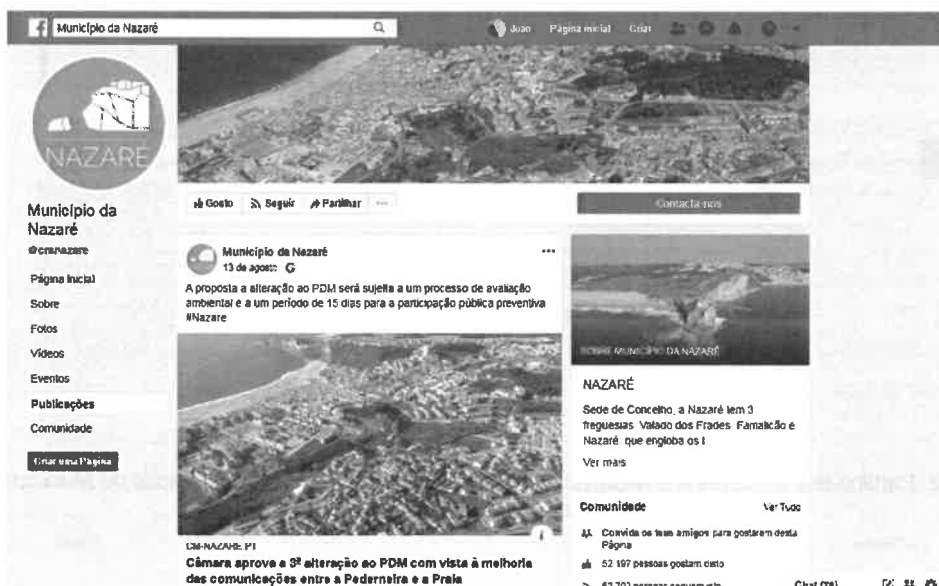 Município da Nazaré
Joao Página inicial Criar
NAZARÉ
Município da
Nazaré
@cmnazare
Página Inicial
Sobre
Fotos
Vídeos
Eventos
Publicações
Comunidade
Criar uma Página
Gosto Seguir Partilhar ...
Contacta-nos
Município da Nazaré
13 de agosto
A proposta a alteração ao PDM será sujeita a um processo de avaliação
ambiental e a um período de 15 dias para a participação pública preventiva
#Nazare
CM-NAZARE.PT
Câmara aprova a 3ª alteração ao PDM com vista à melhoria
das comunicações entre a Pederneira e a Praia
SOBRE MUNICÍPIO DA NAZARÉ
NAZARÉ
Sede de Concelho, a Nazaré tem 3
freguesias Valado dos Frades Famalicão e
Nazaré que engloba os l
Ver mais
Comunidade Ver Tudo
Convida os teus amigos para gostarem desta
Página
52 197 pessoas gostam disto
Chat